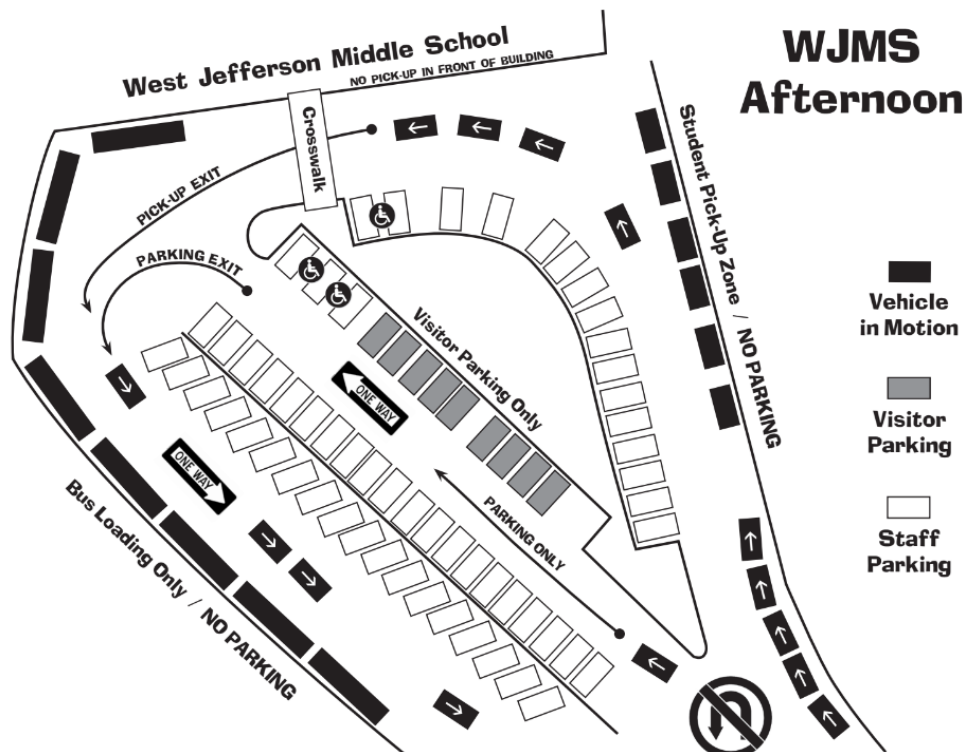 WJMS
Afternoon
West Jefferson Middle School
NO PICK-UP IN FRONT OF BUILDING
Crosswalk
PICK-UP EXIT
PARKING EXIT
Student Pick-Up Zone / NO PARKING
Visitor Parking Only
ONE WAY
ONE WAY
PARKING ONLY
Bus Loading Only / NO PARKING
Vehicle
in Motion
Visitor
Parking
Staff
Parking